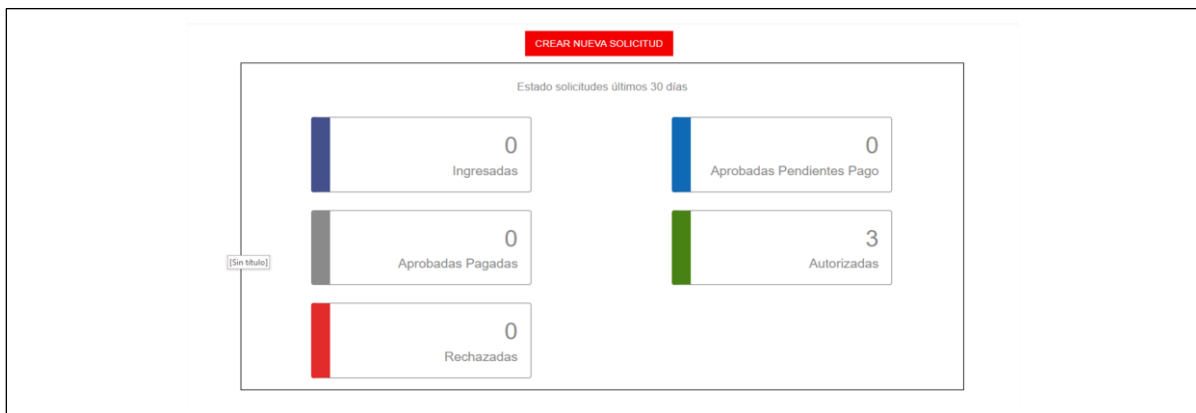 CREAR NUEVA SOLICITUD
Estado solicitudes últimos 30 días
0
Ingresadas
0
Aprobadas Pendientes Pago
0
Aprobadas Pagadas
3
Autorizadas
[Sin título]
0
Rechazadas